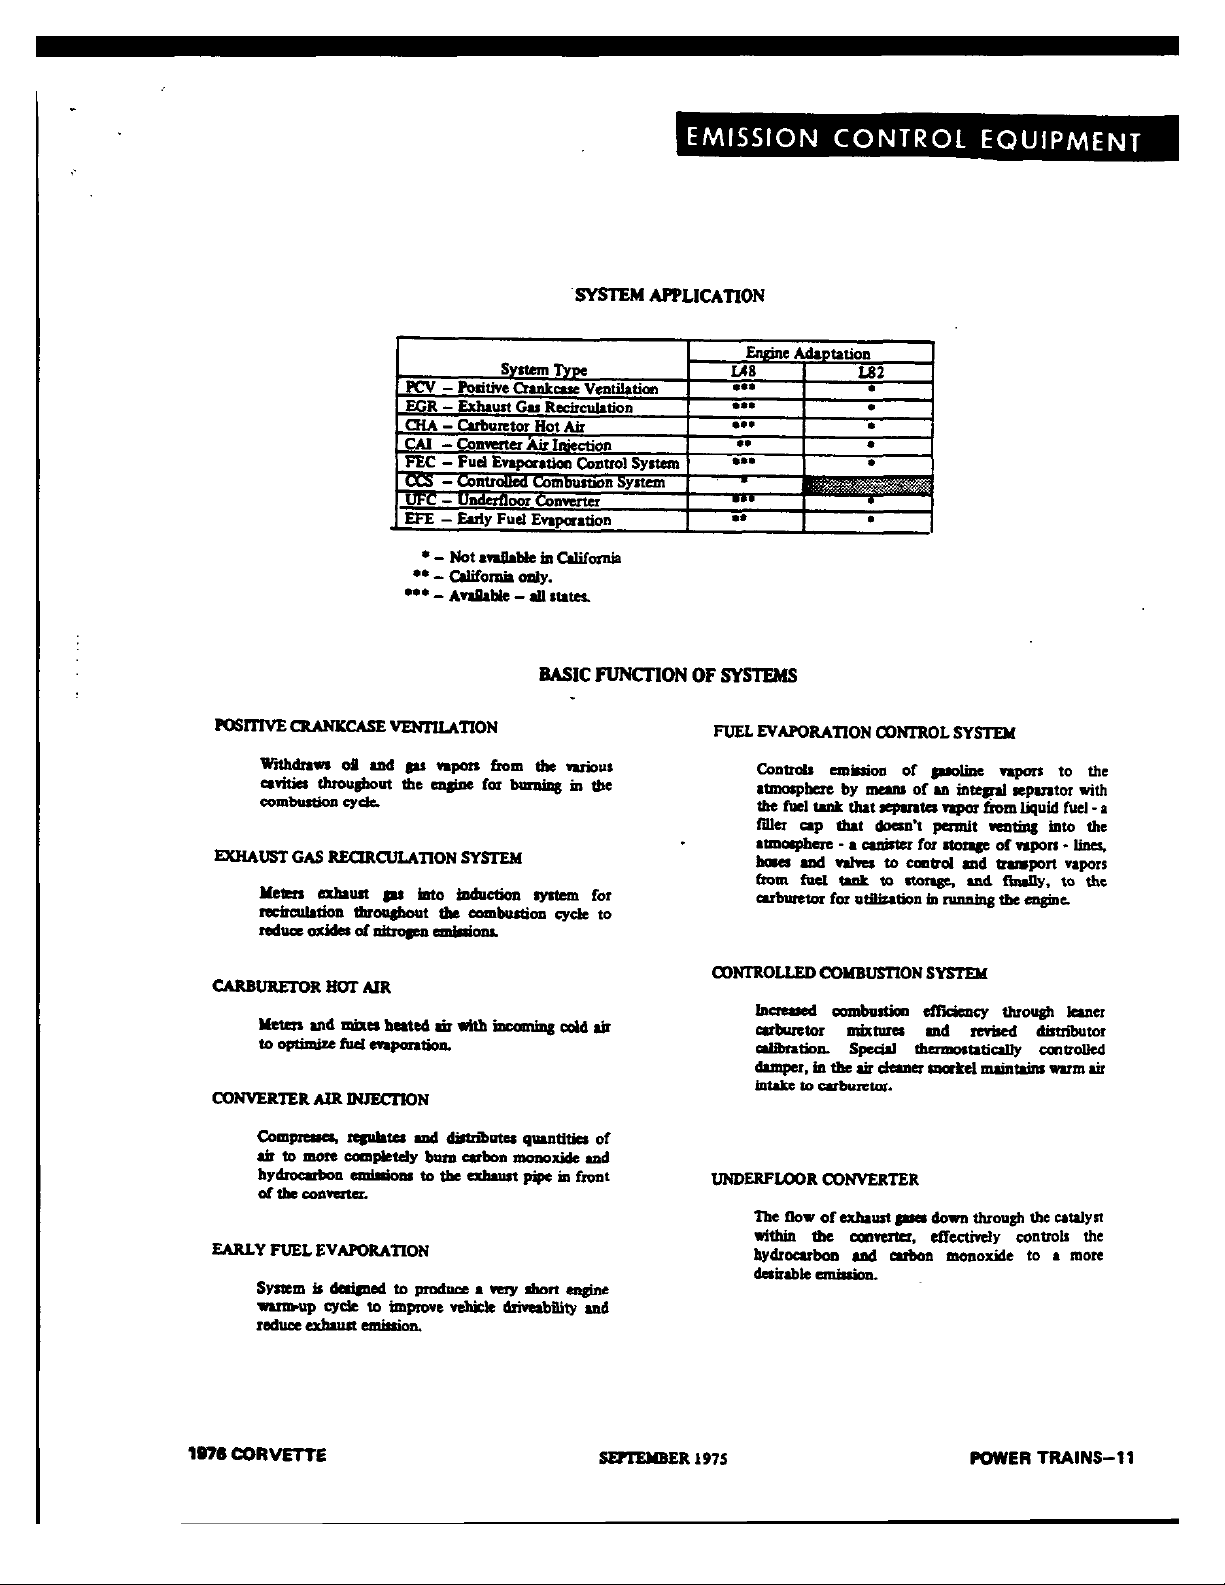 EMISSION CONTROL EQUIPMENT
SYSTEM APPLICATION
Engine Adaptation
System Type L48 L82
PCV – Positive Crankcase Ventilation *** *
EGR – Exhaust Gas Recirculation *** *
CHA – Carburetor Hot Air *** *
CAI – Converter Air Injection ** *
FEC – Fuel Evaporation Control System *** *
CCS – Controlled Combustion System *
UFC – Underfloor Converter *** *
EFE – Early Fuel Evaporation ** *
* – Not available in California
** – California only.
*** – Available – all states.
BASIC FUNCTION OF SYSTEMS
POSITIVE CRANKCASE VENTILATION
Withdraws oil and gas vapors from the various
cavities throughout the engine for burning in the
combustion cycle.
EXHAUST GAS RECIRCULATION SYSTEM
Meters exhaust gas into induction system for
recirculation throughout the combustion cycle to
reduce oxides of nitrogen emissions.
CARBURETOR HOT AIR
Meters and mixes heated air with incoming cold air
to optimize fuel evaporation.
CONVERTER AIR INJECTION
Compresses, regulates and distributes quantities of
air to more completely burn carbon monoxide and
hydrocarbon emissions to the exhaust pipe in front
of the converter.
EARLY FUEL EVAPORATION
System is designed to produce a very short engine
warm-up cycle to improve vehicle driveability and
reduce exhaust emission.
FUEL EVAPORATION CONTROL SYSTEM
Controls emission of gasoline vapors to the
atmosphere by means of an integral separator with
the fuel tank that separates vapor from liquid fuel - a
filler cap that doesn't permit venting into the
atmosphere - a canister for storage of vapors - lines,
hoses and valves to control and transport vapors
from fuel tank to storage, and finally, to the
carburetor for utilization in running the engine.
CONTROLLED COMBUSTION SYSTEM
Increased combustion efficiency through leaner
carburetor mixtures and revised distributor
calibration. Special thermostatically controlled
damper, in the air cleaner snorkel maintains warm air
intake to carburetor.
UNDERFLOOR CONVERTER
The flow of exhaust gases down through the catalyst
within the converter, effectively controls the
hydrocarbon and carbon monoxide to a more
desirable emission.
1976 CORVETTE SEPTEMBER 1975 POWER TRAINS–11